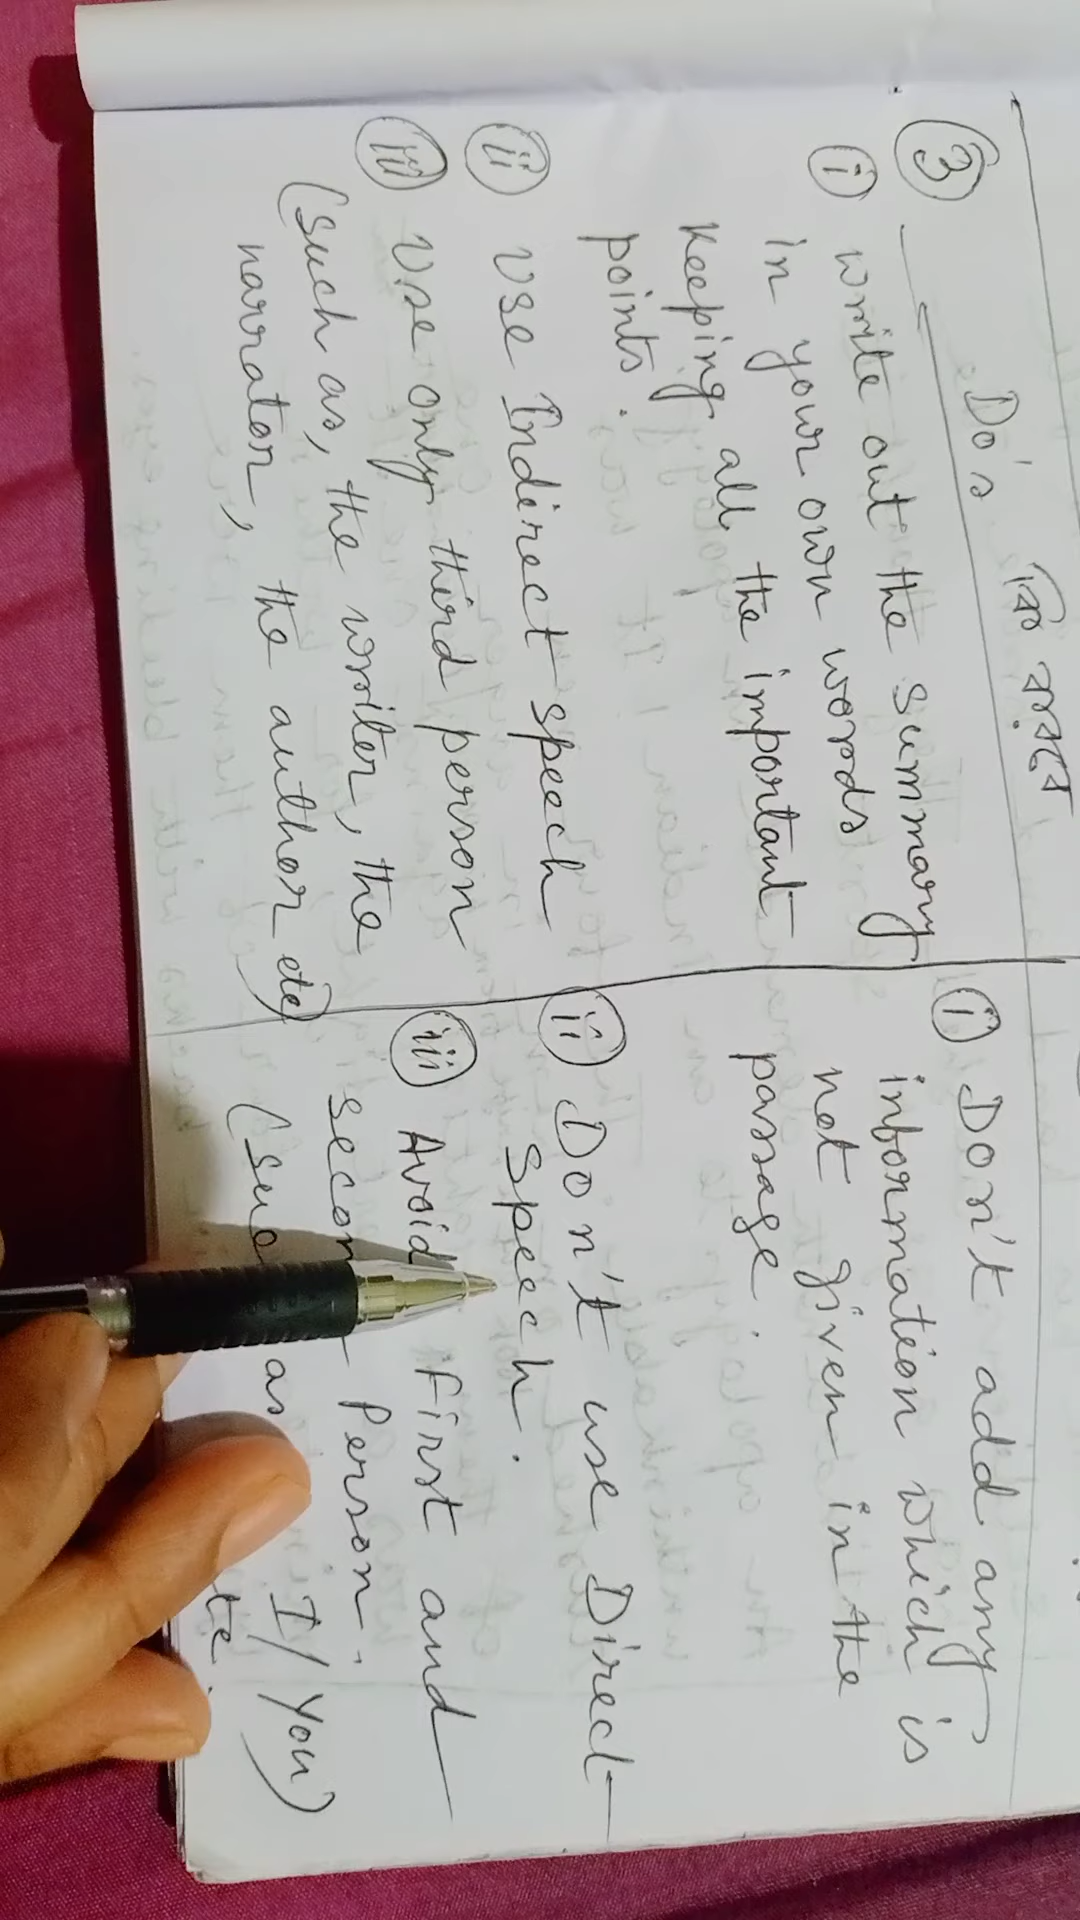 ③ Do's কি করবে
ⓘ write out the summary
in your own words
keeping all the important
points.
ⓘⓘ Use Indirect speech
ⓘⓘⓘ Use only third person
(such as, the writer, the
narrator, the author etc)
ⓘ Don't add any
information which is
not given in the
passage.
ⓘⓘ Don't use Direct
Speech.
ⓘⓘⓘ Avoid first and
Person.
as I/You)